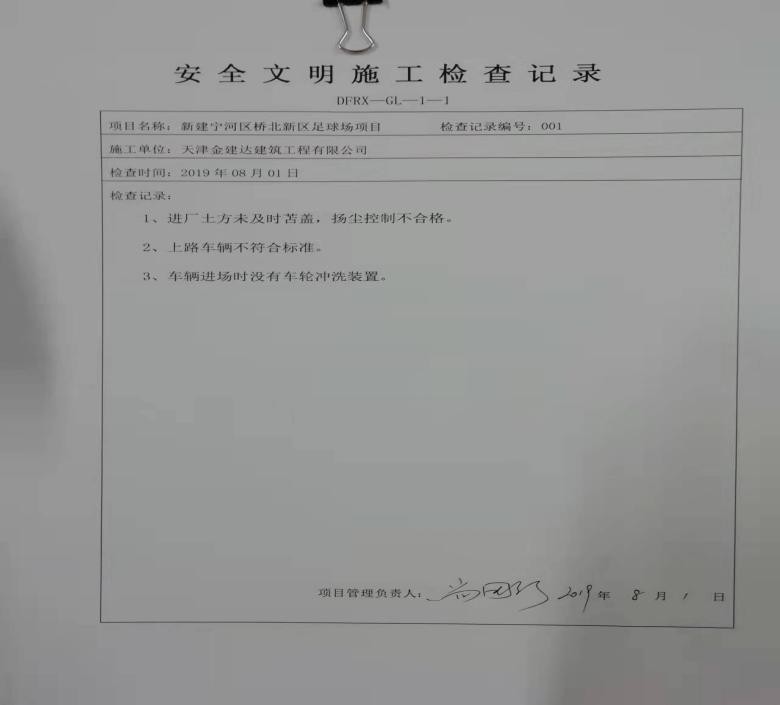 安全文明施工检查记录
DFRX—GL—1—1
项目名称：新建宁河区桥北新区足球场项目 检查记录编号：001
施工单位：天津金建达建筑工程有限公司
检查时间：2019 年 08 月 01 日
检查记录：
1、进厂土方未及时苫盖，扬尘控制不合格。
2、上路车辆不符合标准。
3、车辆进场时没有车轮冲洗装置。
项目管理负责人： 2019 年 8 月 1 日